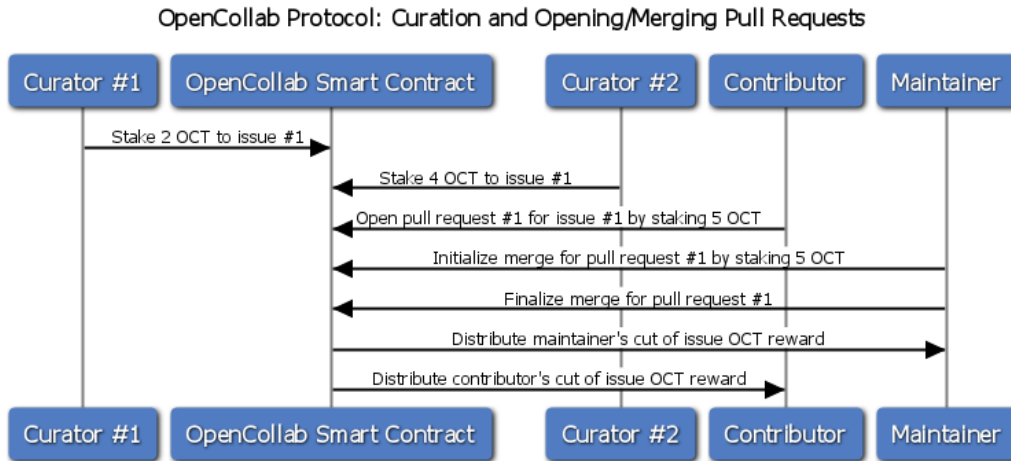 OpenCollab Protocol: Curation and Opening/Merging Pull Requests
Curator #1 OpenCollab Smart Contract Curator #2 Contributor Maintainer
Stake 2 OCT to issue #1
Stake 4 OCT to issue #1
Open pull request #1 for issue #1 by staking 5 OCT
Initialize merge for pull request #1 by staking 5 OCT
Finalize merge for pull request #1
Distribute maintainer's cut of issue OCT reward
Distribute contributor's cut of issue OCT reward
Curator #1 OpenCollab Smart Contract Curator #2 Contributor Maintainer